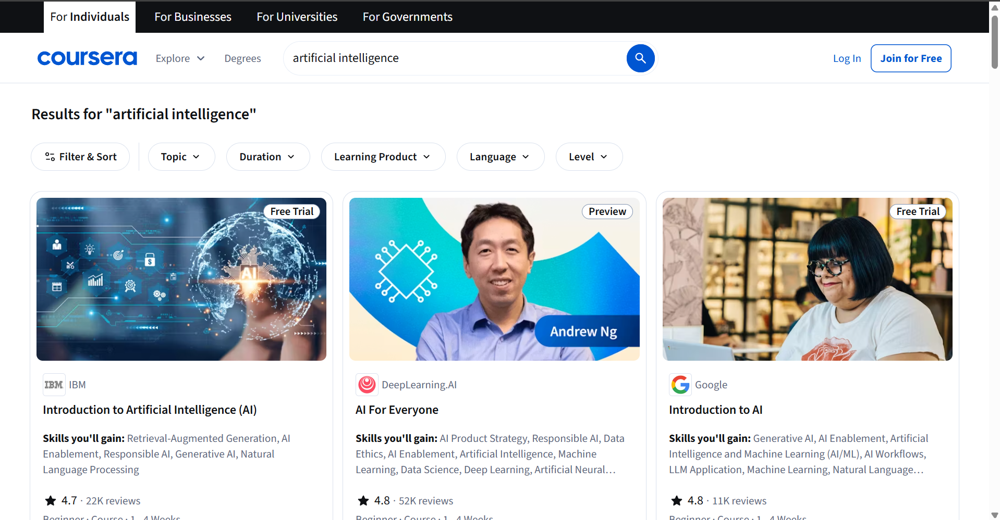 For Individuals
For Businesses
For Universities
For Governments
coursera
Explore
Degrees
artificial intelligence
Log In
Join for Free
Results for "artificial intelligence"
Filter & Sort
Topic
Duration
Learning Product
Language
Level
Free Trial
AI
Preview
Andrew Ng
Free Trial
IBM IBM
Introduction to Artificial Intelligence (AI)
Skills you'll gain: Retrieval-Augmented Generation, AI
Enablement, Responsible AI, Generative AI, Natural
Language Processing
4.7 · 22K reviews
Beginner · Course · 1 - 4 Weeks
DeepLearning.AI
AI For Everyone
Skills you'll gain: AI Product Strategy, Responsible AI, Data
Ethics, AI Enablement, Artificial Intelligence, Machine
Learning, Data Science, Deep Learning, Artificial Neural…
4.8 · 52K reviews
Beginner · Course · 1 - 4 Weeks
G Google
Introduction to AI
Skills you'll gain: Generative AI, AI Enablement, Artificial
Intelligence and Machine Learning (AI/ML), AI Workflows,
LLM Application, Machine Learning, Natural Language…
4.8 · 11K reviews
Beginner · Course · 1 - 4 Weeks